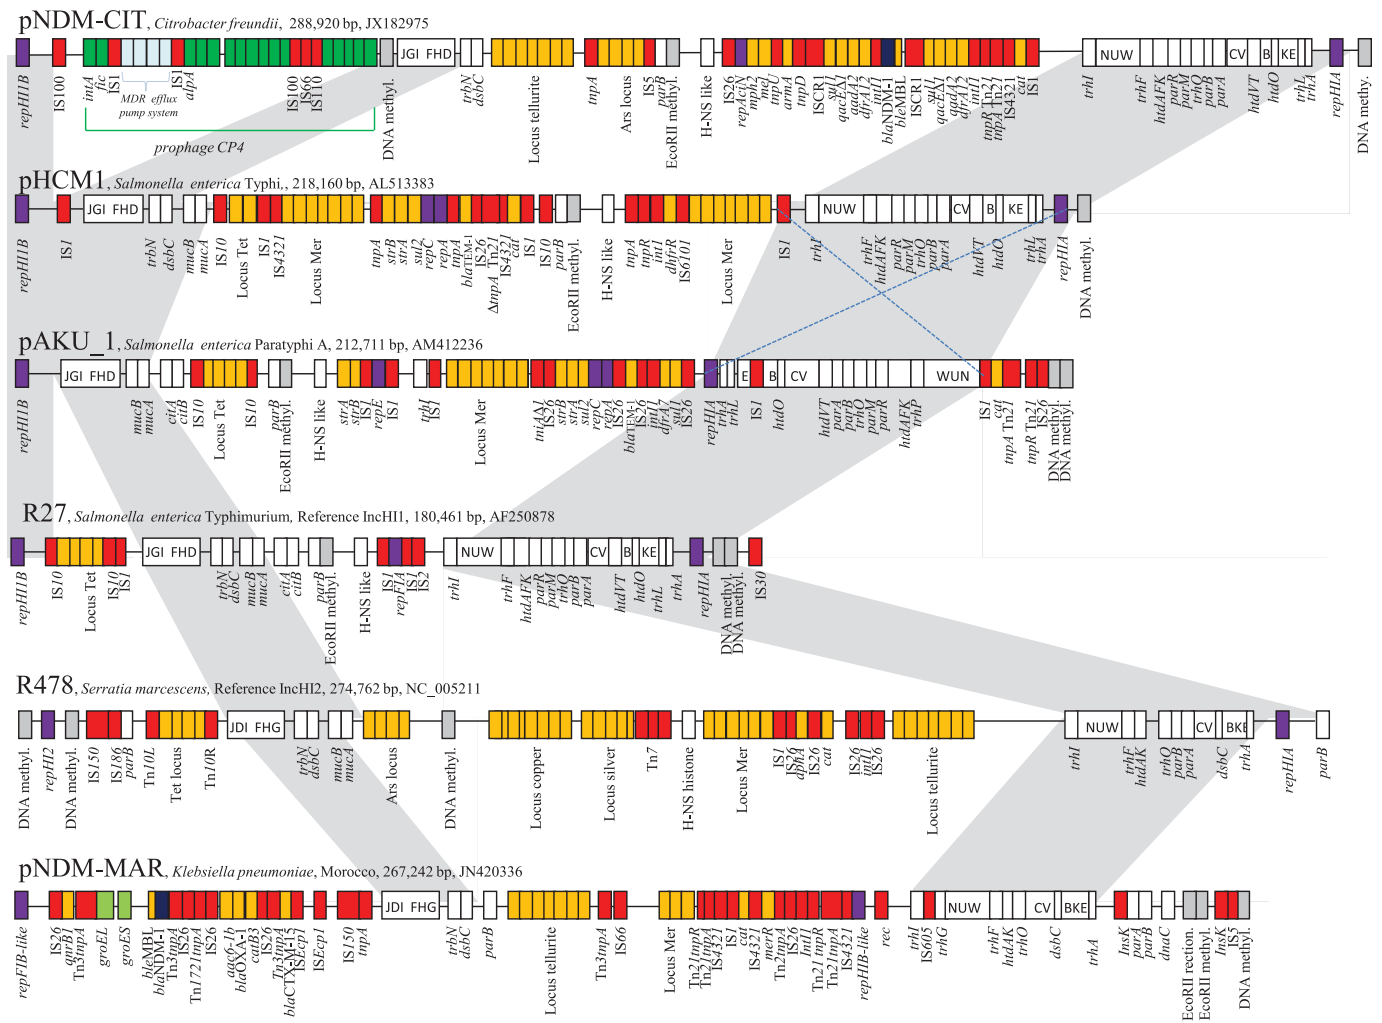 pNDM-CIT, Citrobacter freundii, 288,920 bp, JX182975
JGI FHD NUW CV B KE
repHI1B IS100 intA fic IS1 IS1 alpA IS100 IS66 IS110 DNA methyl. trbN dsbC Locus tellurite tnpA Ars locus IS5 parB EcoRII methyl. H-NS like IS26 repAciN mph2 mel tnpU armA tnpD ISCR1 sul1 qacEΔ1 aadA2 dfrA12 intI1 blaNDM-1 bleMBL ISCR1 sul1 qacEΔ1 aadA2 dfrA12 intI1 tnpR Tn21 tnpA Tn21 IS4321 cat IS1 trhI trhF htdAFK parR parM trhO parB parA htdVT htdO trhL trhA repHIA DNA methy.
MDR efflux
pump system
prophage CP4
pHCM1, Salmonella enterica Typhi,, 218,160 bp, AL513383
JGI FHD NUW CV B KE
repHI1B IS1 trbN dsbC mucB mucA IS10 Locus Tet IS1 IS4321 Locus Mer tnpA strB strA sul2 repC repA tnpA blaTEM-1 IS26 ΔtnpA Tn21 IS4321 cat IS1 IS10 parB EcoRII methyl. H-NS like tnpA tnpR int1 dhfrR IS6101 Locus Mer IS1 trhI trhF htdAFK parR parM trhO parB parA htdVT htdO trhL trhA repHIA DNA methyl.
pAKU_1, Salmonella enterica Paratyphi A, 212,711 bp, AM412236
JGI FHD E B CV WUN
repHI1B mucB mucA citA citB IS10 Locus Tet IS10 parB EcoRII methyl. H-NS like strA strB IS1 repE IS1 trhI IS1 Locus Mer tniAA1 IS26 strB strA sul2 repC repA IS26 blaTEM-1 IS26 int1 dfrA7 sul1 IS26 repHIA trhA trhL IS1 htdO htdVT parA parB trhO parM parR htdAFK trhP IS1 cat tnpA Tn21 tnpR Tn21 IS26 DNA methyl. DNA methyl.
R27, Salmonella enterica Typhimurium, Reference IncHI1, 180,461 bp, AF250878
JGI FHD NUW CV B KE
repHI1B IS10 Locus Tet IS10 IS1 trbN dsbC mucB mucA citA citB parB EcoRII methyl. H-NS like IS1 repFIA IS1 IS2 trhI trhF htdAFK parR parM trhO parB parA htdVT htdO trhL trhA repHIA DNA methyl. DNA methyl. IS30
R478, Serratia marcescens, Reference IncHI2, 274,762 bp, NC_005211
JDI FHG NUW CV BKE
DNA methyl. repHI2 DNA methyl. IS150 IS186 parB Tn10L Tet locus Tn10R trbN dsbC mucB mucA Ars locus DNA methyl. Locus copper Locus silver Tn7 H-NS histone Locus Mer IS1 IS26 aphA IS26 cat IS26 intI1 IS26 Locus tellurite trhI trhF htdAK trhO parB parA dsbC trhA repHIA parB
pNDM-MAR, Klebsiella pneumoniae, Morocco, 267,242 bp, JN420336
JDI FHG NUW CV BKE
repFIB-like IS26 qnrB1 Tn3tnpA groEL groES bleMBL blaNDM-1 Tn3tnpA IS26 Tn1721tnpA IS26 aac6-1b blaOXA-1 catB3 IS26 Tn3tnpA blaCTX-M-15 ISEcp1 ISEcp1 IS150 tnpA trbN dsbC parB Locus tellurite Tn3tnpA IS66 Locus Mer Tn21tnpR Tn21tnpA IS4321 IS1 cat IS4321 merR Tn2tnpA IS26 IntI1 Tn21 tnpR Tn21tnpA IS4321 repHIB-like rec trhI IS605 trhG trhF htdAK trhO dsbC trhA InsK parA parB dnaC EcoRII rection. EcoRII methyl. InsK IS5 DNA methyl.